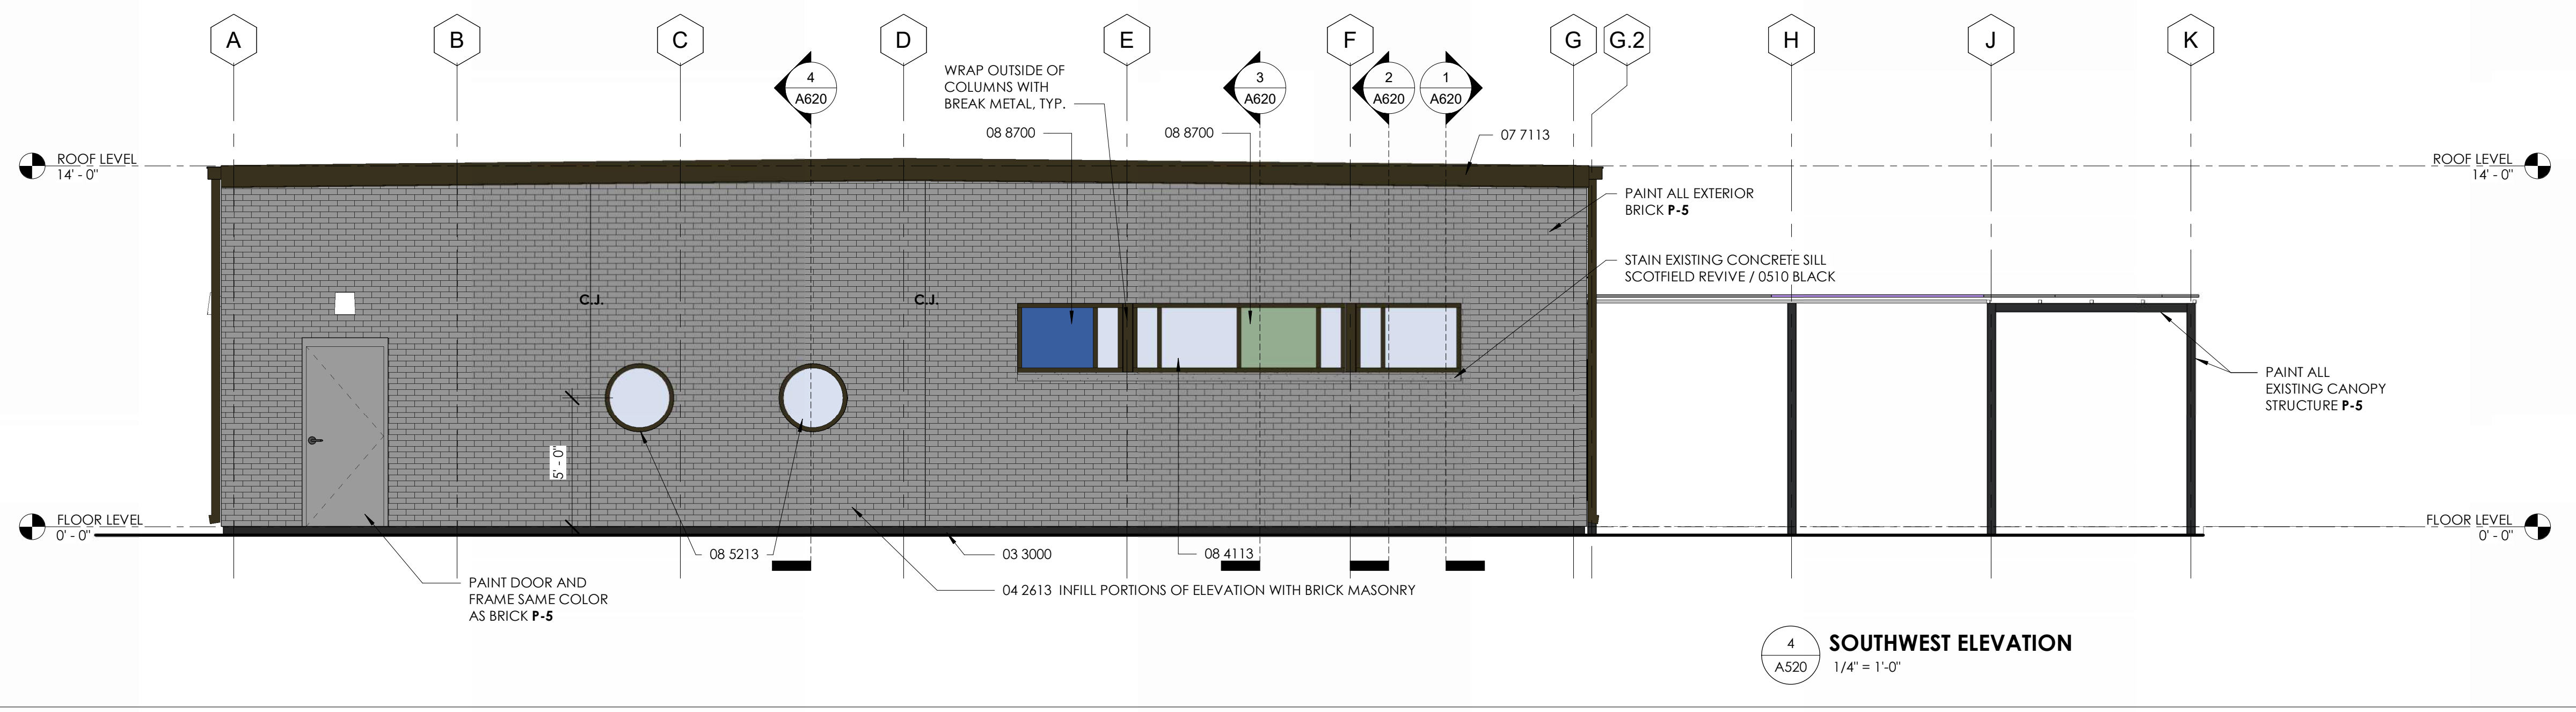 A
B
C
D
E
F
G
G.2
H
J
K
4
A620
3
A620
2
A620
1
A620
WRAP OUTSIDE OF
COLUMNS WITH
BREAK METAL, TYP.
08 8700
08 8700
07 7113
ROOF LEVEL
14' - 0"
ROOF LEVEL
14' - 0"
PAINT ALL EXTERIOR
BRICK P-5
STAIN EXISTING CONCRETE SILL
SCOTFIELD REVIVE / 0510 BLACK
C.J.
C.J.
PAINT ALL
EXISTING CANOPY
STRUCTURE P-5
5' - 0"
FLOOR LEVEL
0' - 0"
FLOOR LEVEL
0' - 0"
08 5213
03 3000
08 4113
04 2613 INFILL PORTIONS OF ELEVATION WITH BRICK MASONRY
PAINT DOOR AND
FRAME SAME COLOR
AS BRICK P-5
4
A520
SOUTHWEST ELEVATION
1/4" = 1'-0"